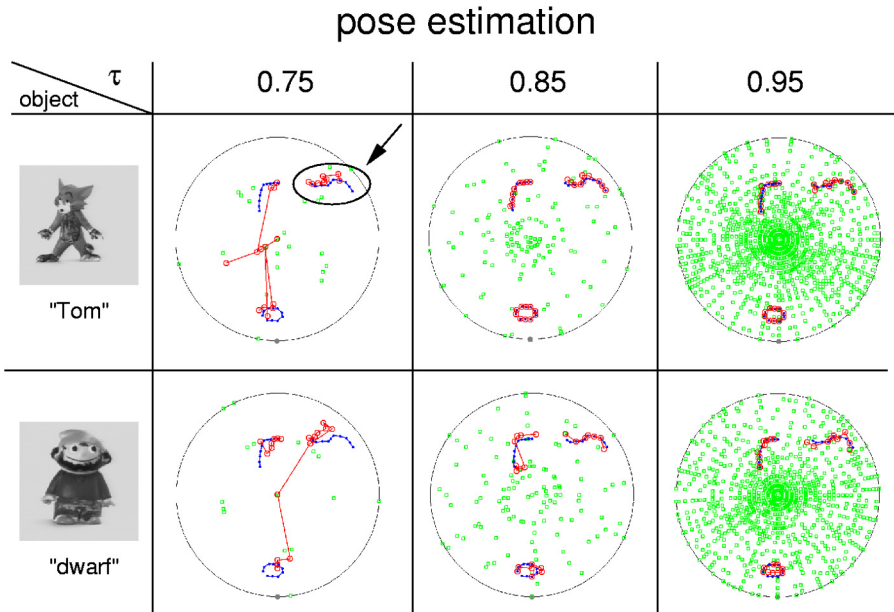 pose estimation
τ
object
0.75
0.85
0.95
"Tom"
"dwarf"